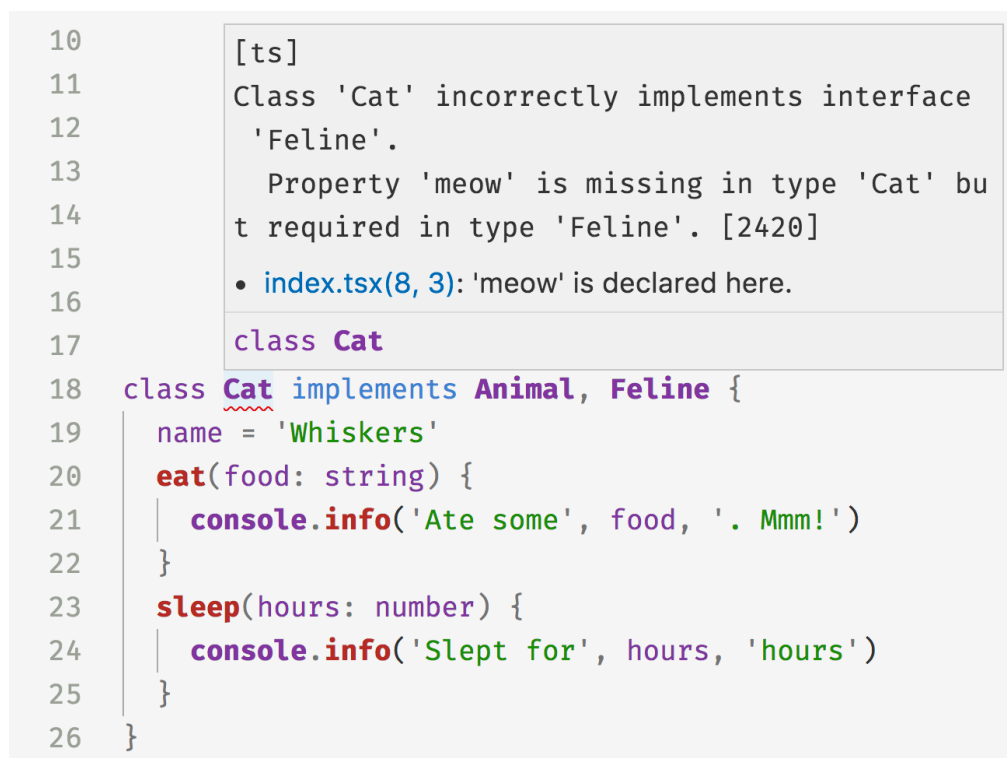 10
[ts]
11
Class 'Cat' incorrectly implements interface
12
'Feline'.
13
Property 'meow' is missing in type 'Cat' bu
14
t required in type 'Feline'. [2420]
15
• index.tsx(8, 3): 'meow' is declared here.
16
17
class Cat
18 class Cat implements Animal, Feline {
19 name = 'Whiskers'
20 eat(food: string) {
21 console.info('Ate some', food, '. Mmm!')
22 }
23 sleep(hours: number) {
24 console.info('Slept for', hours, 'hours')
25 }
26 }